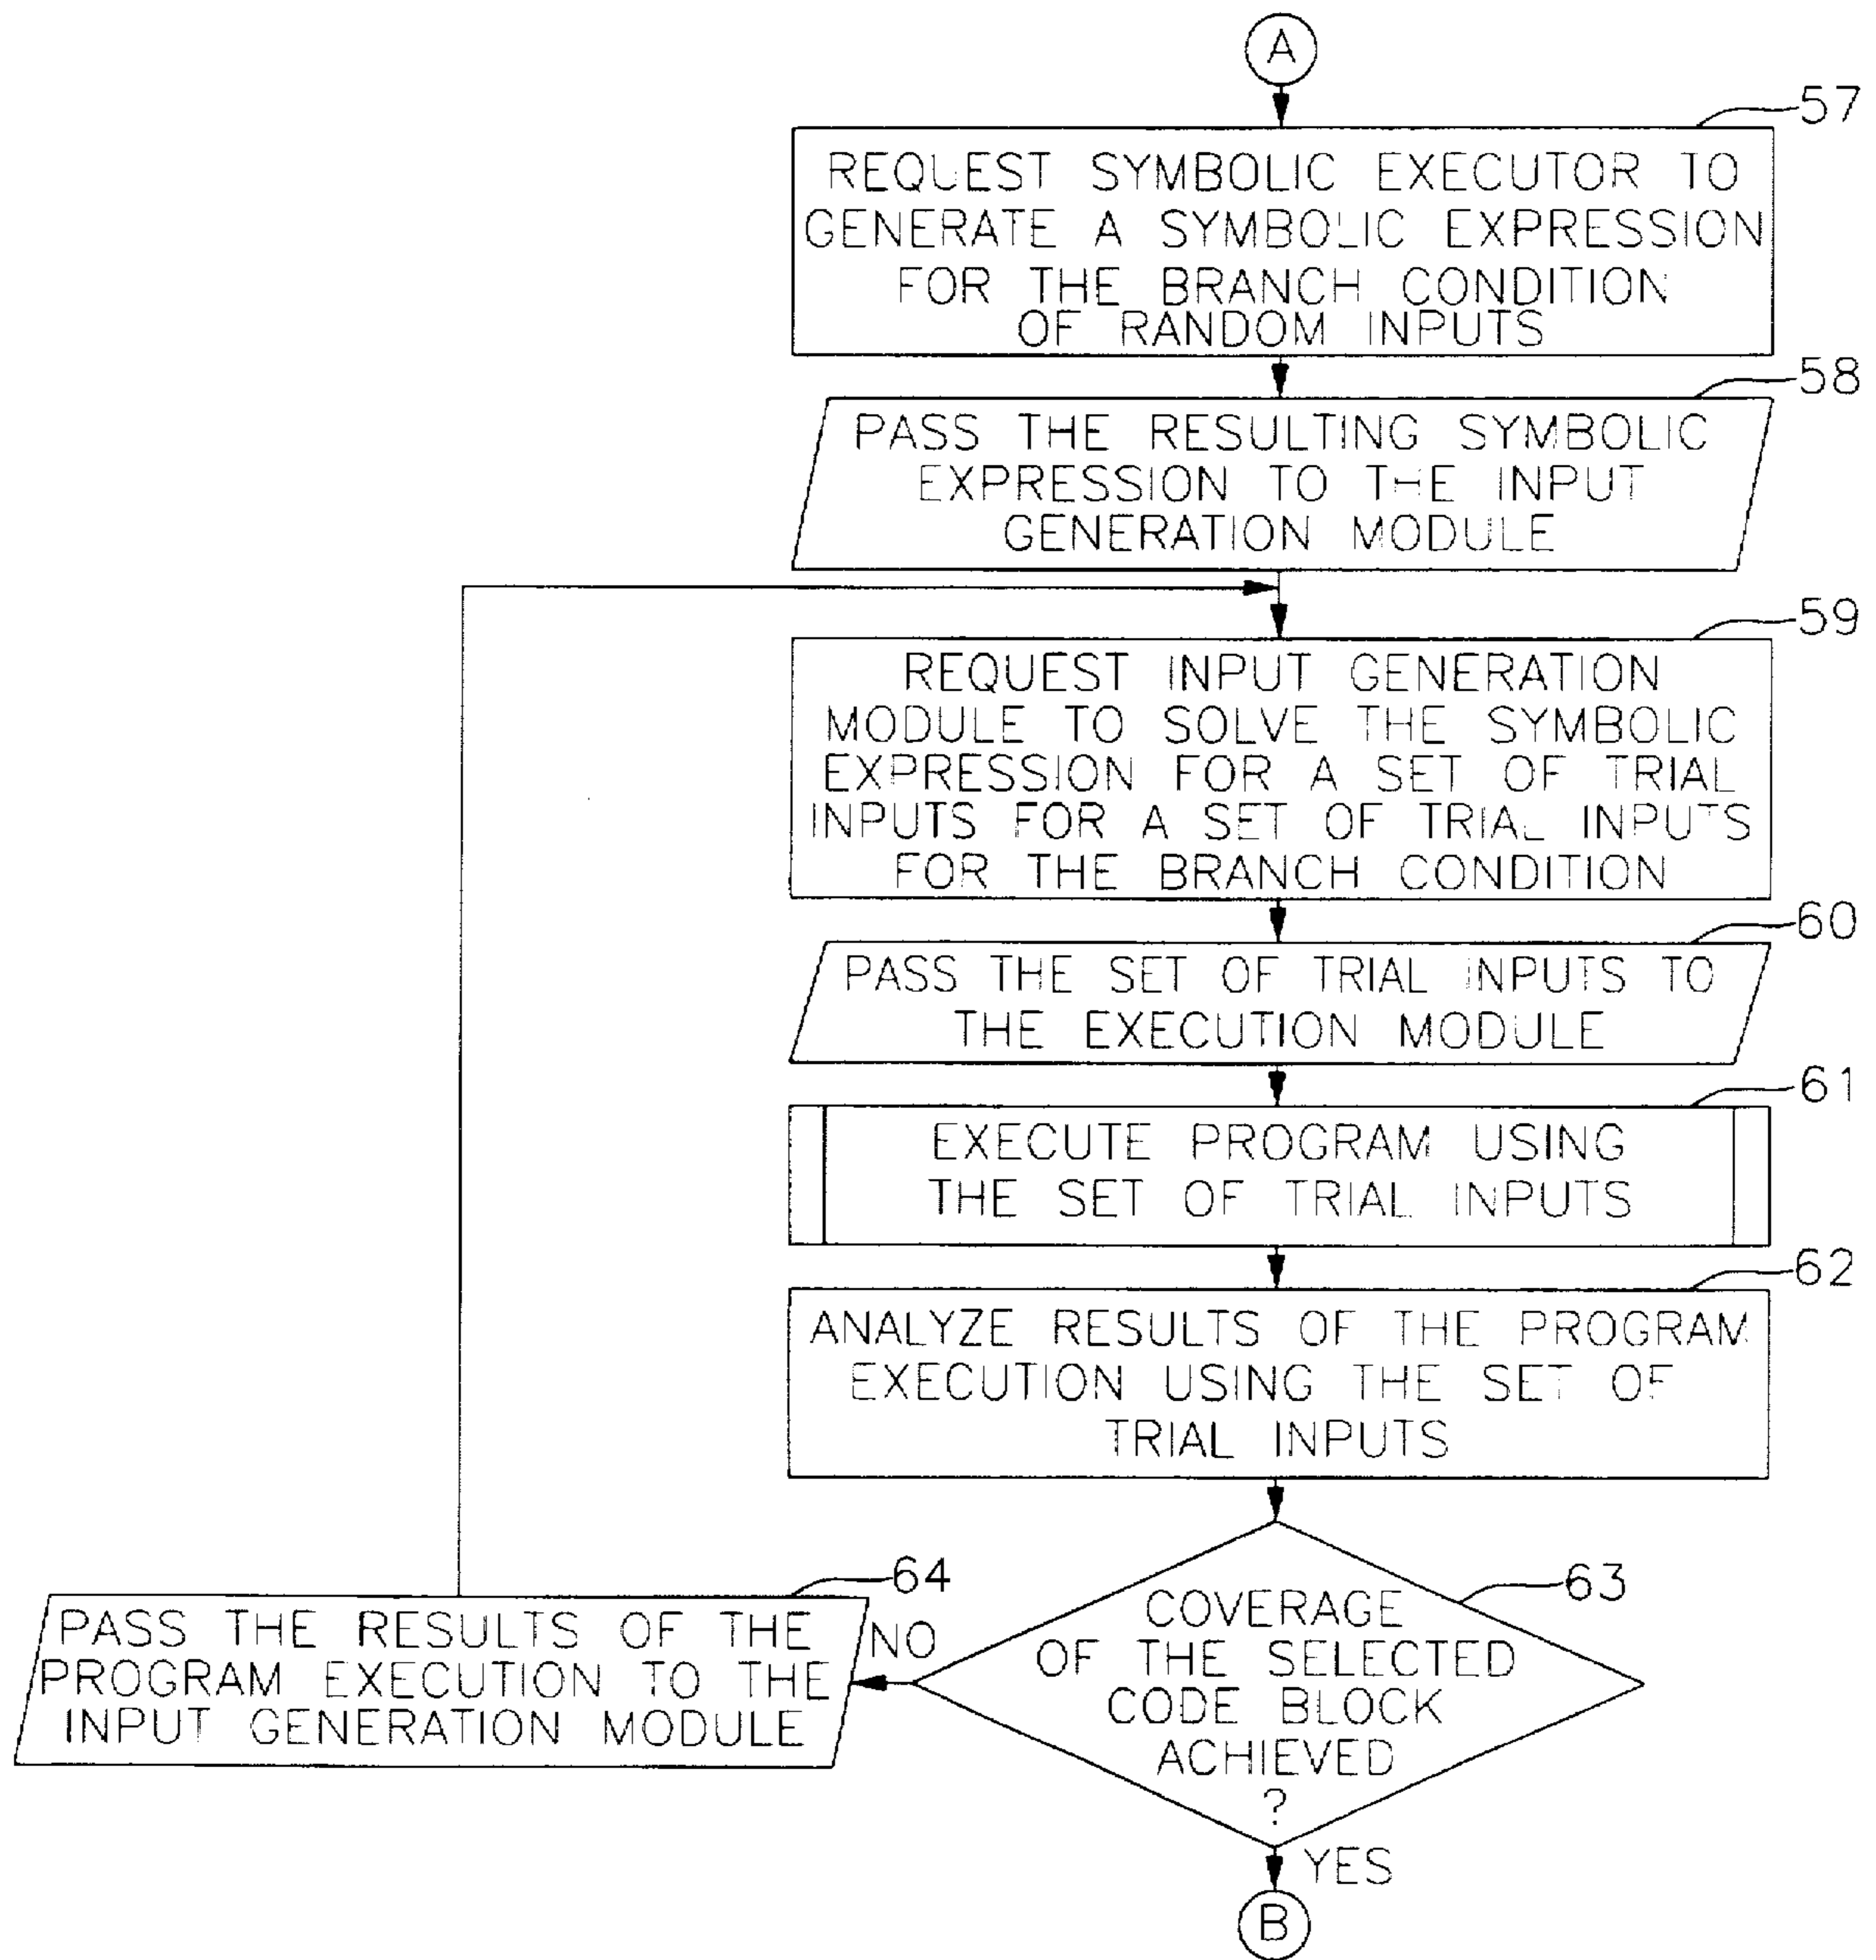 A
57
REQUEST SYMBOLIC EXECUTOR TO
GENERATE A SYMBOLIC EXPRESSION
FOR THE BRANCH CONDITION
OF RANDOM INPUTS
58
PASS THE RESULTING SYMBOLIC
EXPRESSION TO THE INPUT
GENERATION MODULE
59
REQUEST INPUT GENERATION
MODULE TO SOLVE THE SYMBOLIC
EXPRESSION FOR A SET OF TRIAL
INPUTS FOR A SET OF TRIAL INPUTS
FOR THE BRANCH CONDITION
60
PASS THE SET OF TRIAL INPUTS TO
THE EXECUTION MODULE
61
EXECUTE PROGRAM USING
THE SET OF TRIAL INPUTS
62
ANALYZE RESULTS OF THE PROGRAM
EXECUTION USING THE SET OF
TRIAL INPUTS
63
COVERAGE
OF THE SELECTED
CODE BLOCK
ACHIEVED
?
NO
64
PASS THE RESULTS OF THE
PROGRAM EXECUTION TO THE
INPUT GENERATION MODULE
YES
B